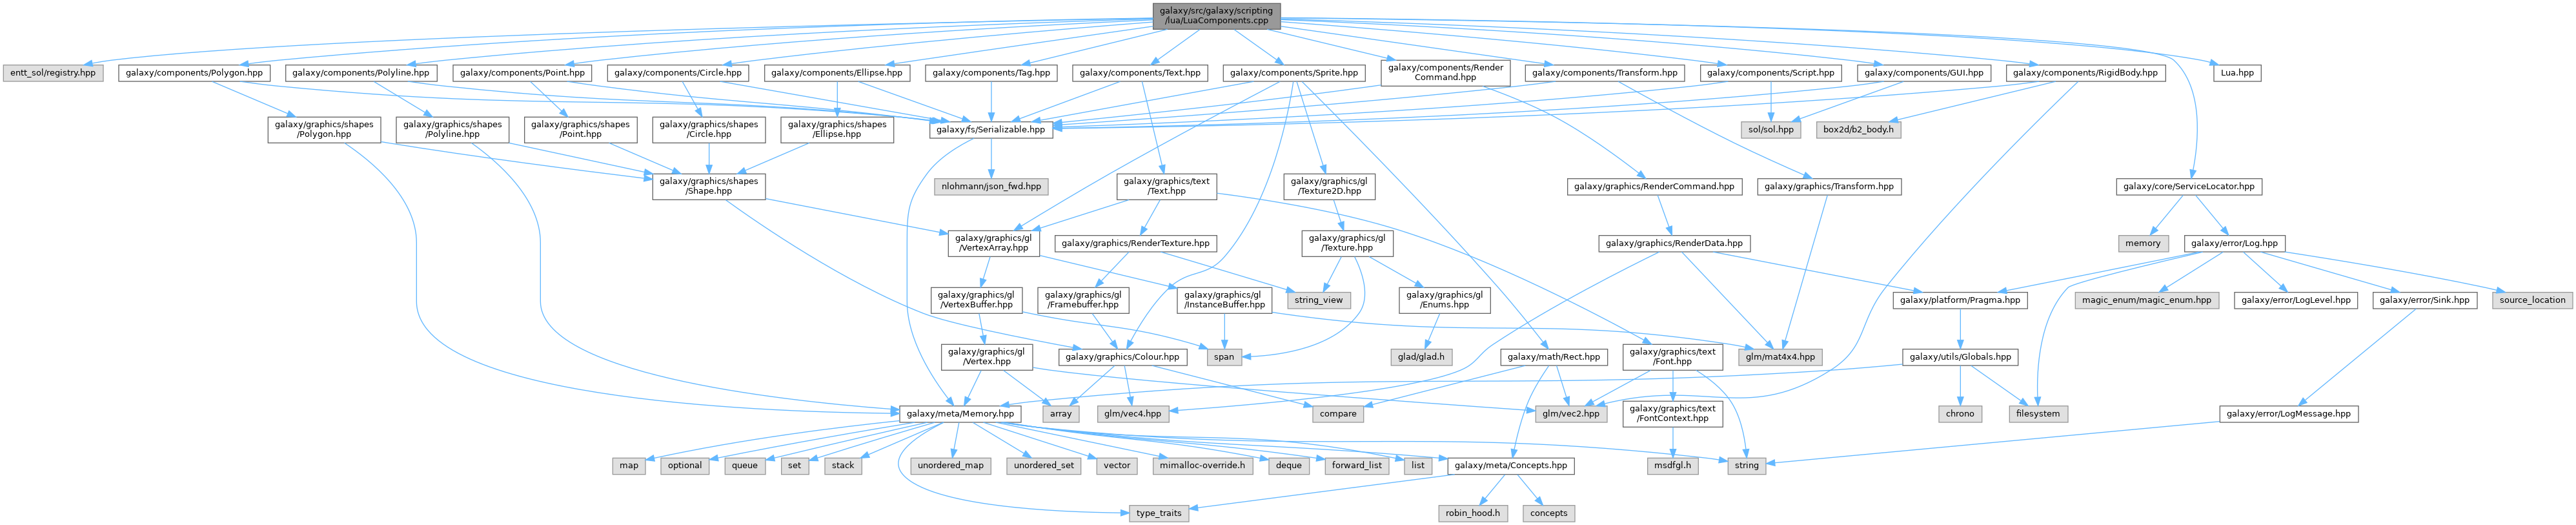 galaxy/src/galaxy/scripting
/lua/LuaComponents.cpp
entt_sol/registry.hpp
galaxy/components/Polygon.hpp
galaxy/components/Polyline.hpp
galaxy/components/Point.hpp
galaxy/components/Circle.hpp
galaxy/components/Ellipse.hpp
galaxy/components/Tag.hpp
galaxy/components/Text.hpp
galaxy/components/Sprite.hpp
galaxy/components/Render
Command.hpp
galaxy/components/Transform.hpp
galaxy/components/Script.hpp
galaxy/components/GUI.hpp
galaxy/components/RigidBody.hpp
Lua.hpp
galaxy/graphics/shapes
/Polygon.hpp
galaxy/graphics/shapes
/Polyline.hpp
galaxy/graphics/shapes
/Point.hpp
galaxy/graphics/shapes
/Circle.hpp
galaxy/graphics/shapes
/Ellipse.hpp
galaxy/fs/Serializable.hpp
sol/sol.hpp
box2d/b2_body.h
galaxy/graphics/shapes
/Shape.hpp
nlohmann/json_fwd.hpp
galaxy/graphics/text
/Text.hpp
galaxy/graphics/gl
/Texture2D.hpp
galaxy/graphics/RenderCommand.hpp
galaxy/graphics/Transform.hpp
galaxy/core/ServiceLocator.hpp
galaxy/graphics/gl
/VertexArray.hpp
galaxy/graphics/RenderTexture.hpp
galaxy/graphics/gl
/Texture.hpp
galaxy/graphics/RenderData.hpp
memory
galaxy/error/Log.hpp
galaxy/graphics/gl
/VertexBuffer.hpp
galaxy/graphics/gl
/Framebuffer.hpp
galaxy/graphics/gl
/InstanceBuffer.hpp
string_view
galaxy/graphics/gl
/Enums.hpp
galaxy/platform/Pragma.hpp
magic_enum/magic_enum.hpp
galaxy/error/LogLevel.hpp
galaxy/error/Sink.hpp
source_location
galaxy/graphics/gl
/Vertex.hpp
galaxy/graphics/Colour.hpp
span
glad/glad.h
galaxy/math/Rect.hpp
galaxy/graphics/text
/Font.hpp
glm/mat4x4.hpp
galaxy/utils/Globals.hpp
galaxy/meta/Memory.hpp
array
glm/vec4.hpp
compare
glm/vec2.hpp
galaxy/graphics/text
/FontContext.hpp
chrono
filesystem
galaxy/error/LogMessage.hpp
map
optional
queue
set
stack
unordered_map
unordered_set
vector
mimalloc-override.h
deque
forward_list
list
galaxy/meta/Concepts.hpp
msdfgl.h
string
type_traits
robin_hood.h
concepts